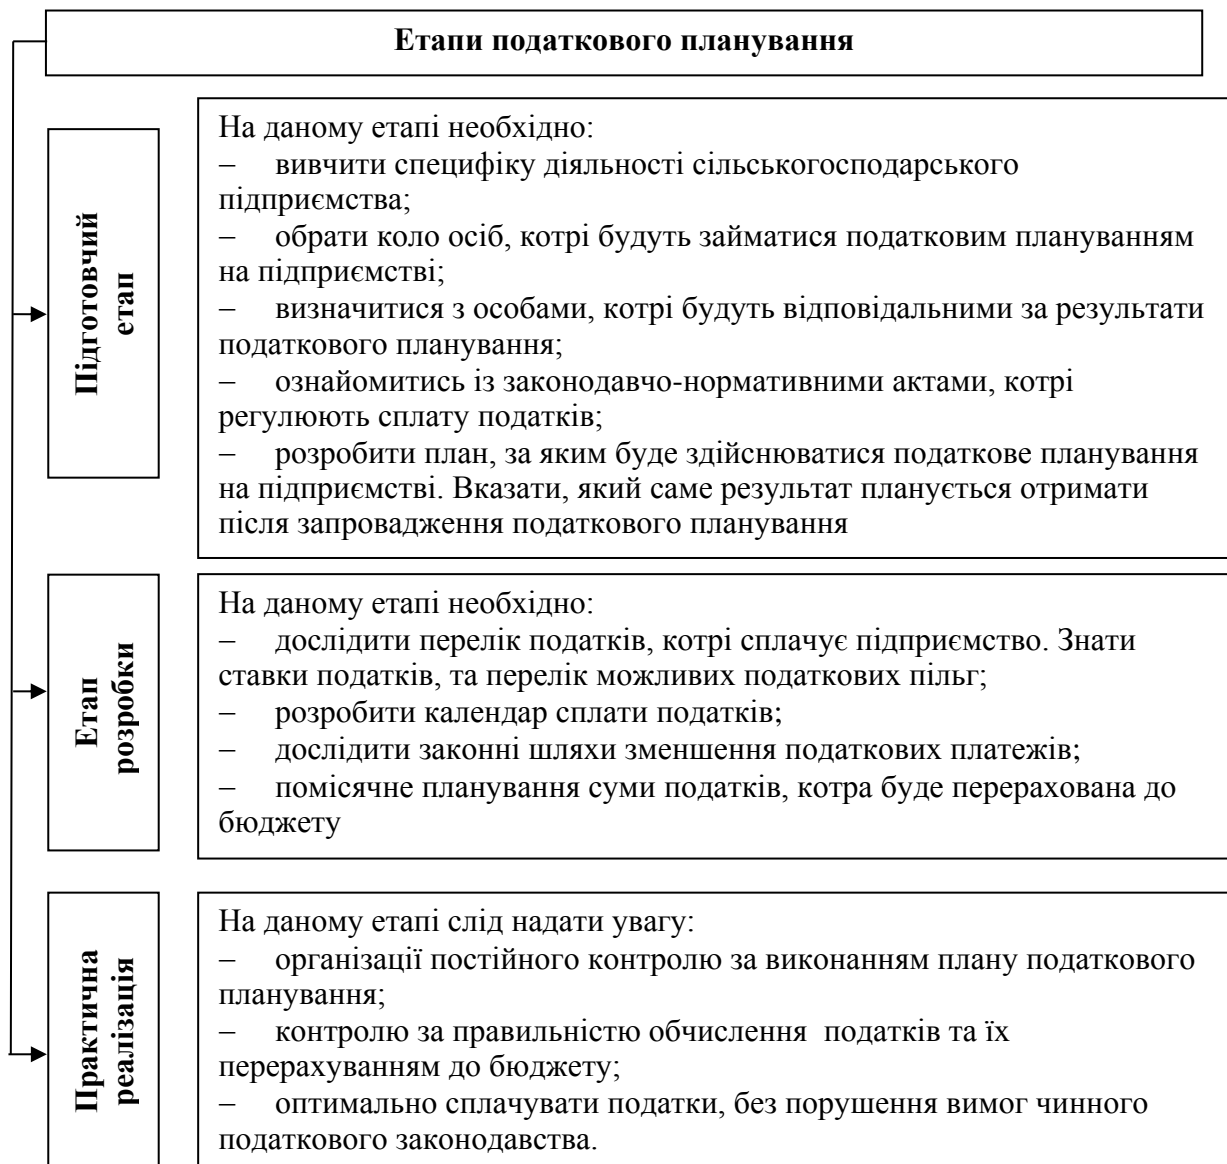 Етапи податкового планування
Підготовчий
етап
На даному етапі необхідно:
– вивчити специфіку діяльності сільськогосподарського
підприємства;
– обрати коло осіб, котрі будуть займатися податковим плануванням
на підприємстві;
– визначитися з особами, котрі будуть відповідальними за результати
податкового планування;
– ознайомитись із законодавчо-нормативними актами, котрі
регулюють сплату податків;
– розробити план, за яким буде здійснюватися податкове планування
на підприємстві. Вказати, який саме результат планується отримати
після запровадження податкового планування
Етап
розробки
На даному етапі необхідно:
– дослідити перелік податків, котрі сплачує підприємство. Знати
ставки податків, та перелік можливих податкових пільг;
– розробити календар сплати податків;
– дослідити законні шляхи зменшення податкових платежів;
– помісячне планування суми податків, котра буде перерахована до
бюджету
Практична
реалізація
На даному етапі слід надати увагу:
– організації постійного контролю за виконанням плану податкового
планування;
– контролю за правильністю обчислення  податків та їх
перерахуванням до бюджету;
– оптимально сплачувати податки, без порушення вимог чинного
податкового законодавства.